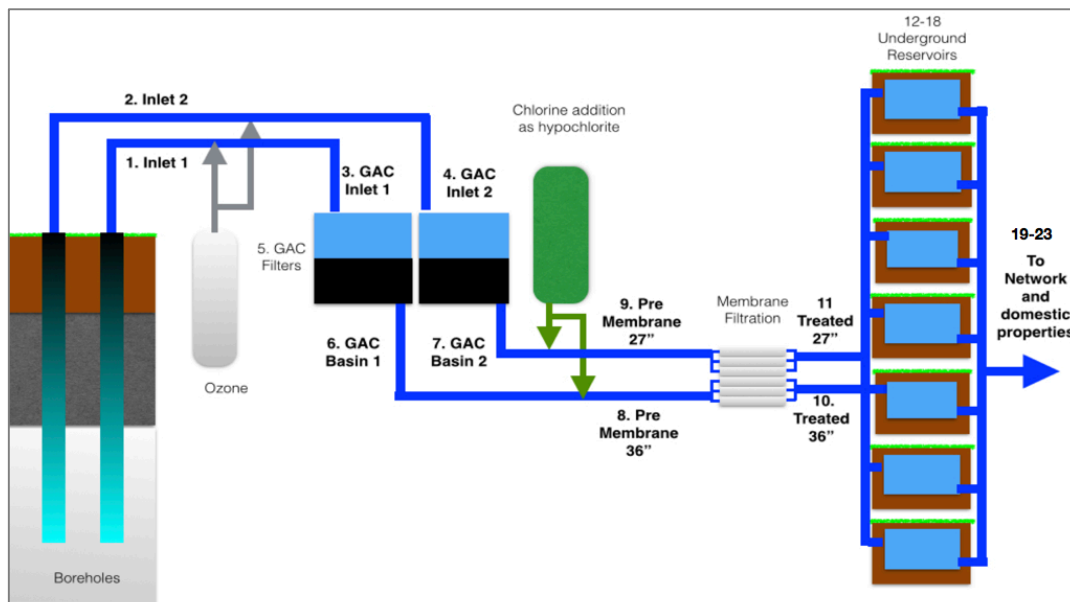 12-18
Underground
Reservoirs
2. Inlet 2
Chlorine addition
as hypochlorite
1. Inlet 1
3. GAC
Inlet 1
4. GAC
Inlet 2
5. GAC
Filters
19-23
To
Network
and
domestic
properties
9. Pre
Membrane
27”
Membrane
Filtration
11
Treated
27”
6. GAC
Basin 1
7. GAC
Basin 2
Ozone
8. Pre
Membrane
36”
10.
Treated
36”
Boreholes